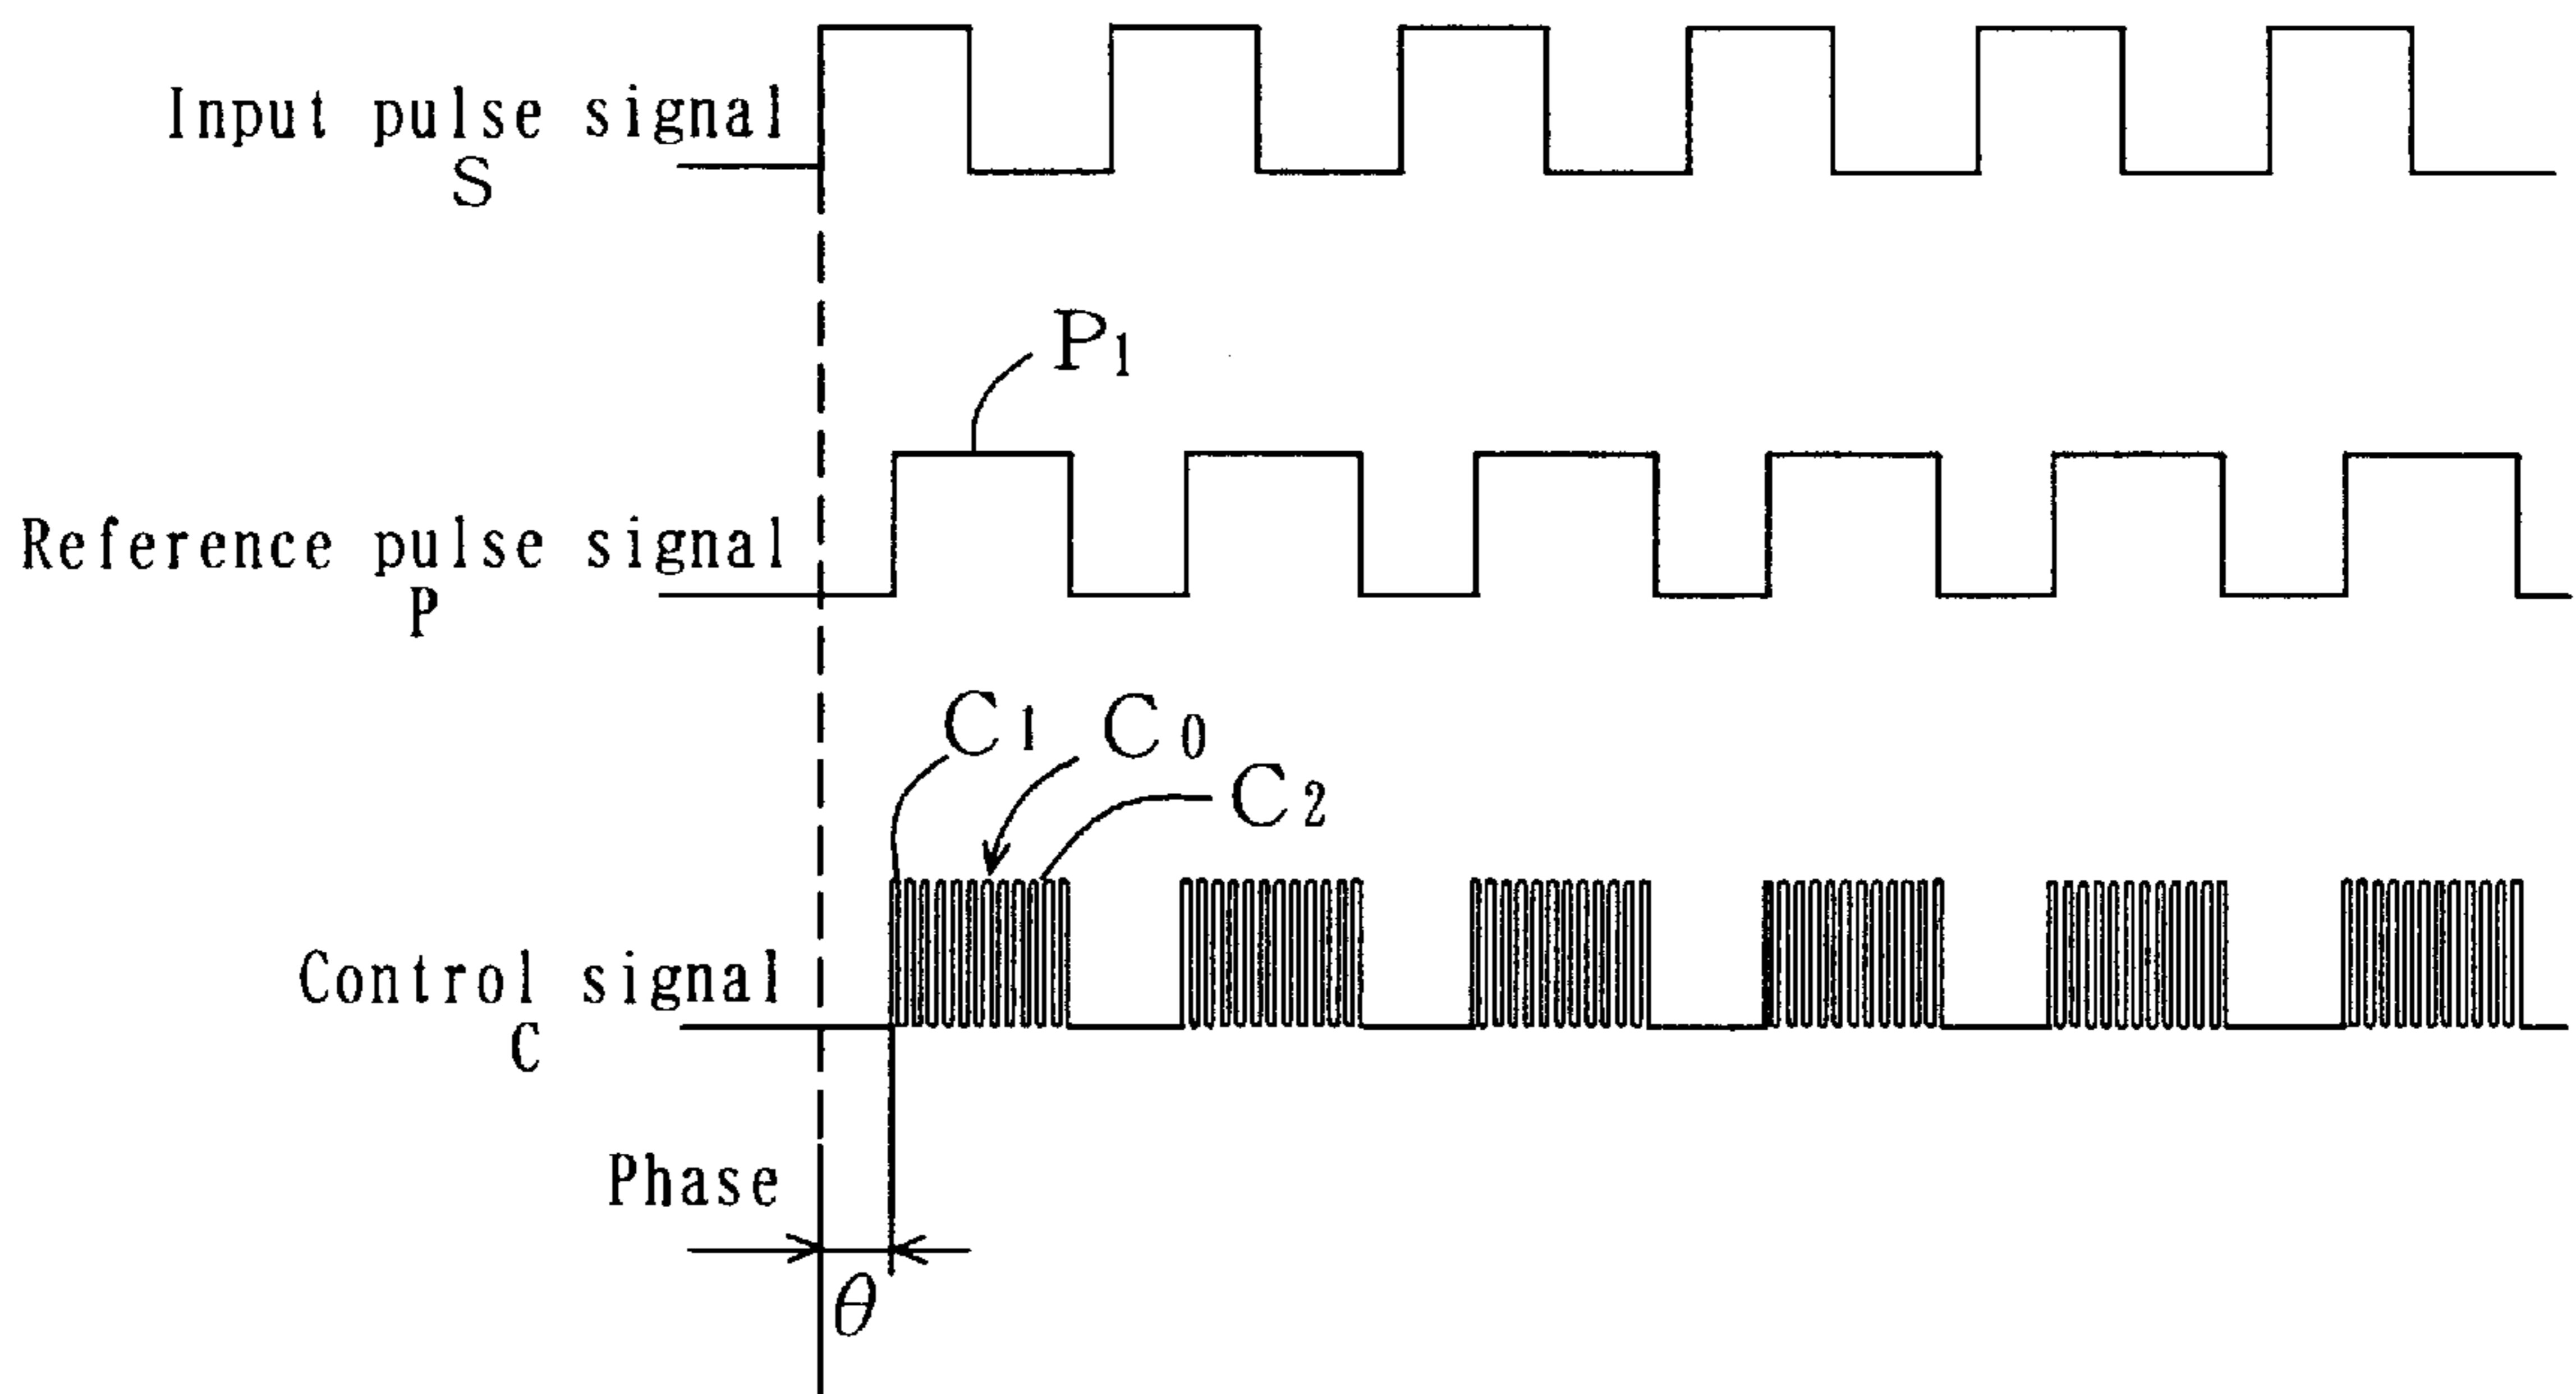 Input pulse signal
S
P1
Reference pulse signal
P
C1 C0
C2
Control signal
C
Phase
θ